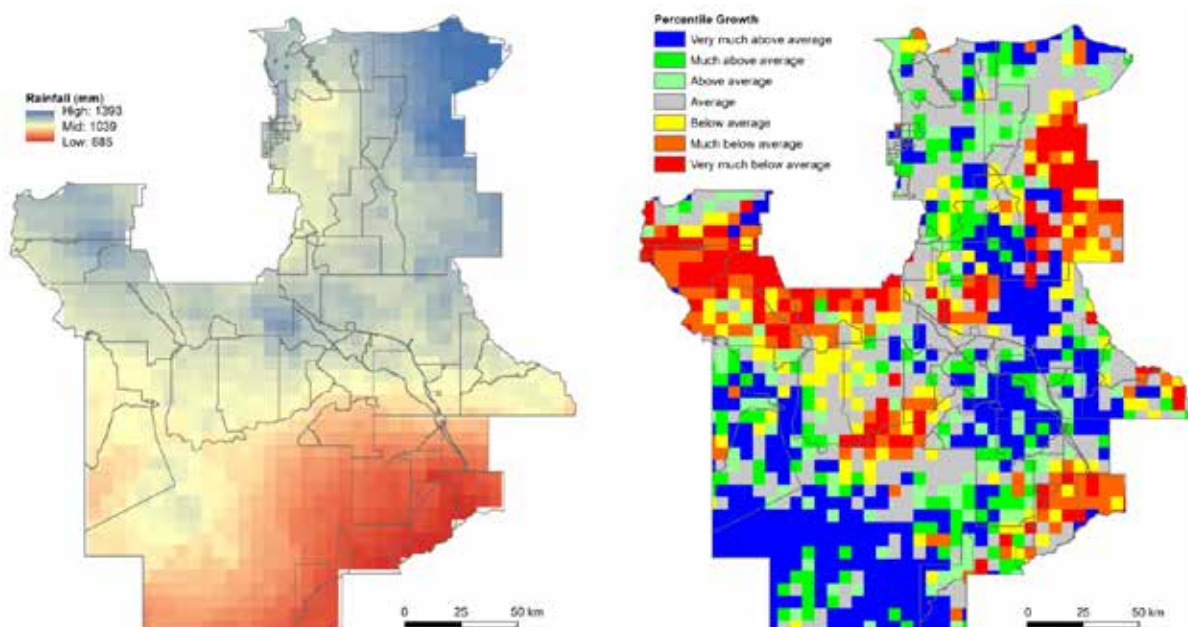 Rainfall (mm)
High: 1393
Mid: 1039
Low: 685
0 25 50 km
Percentile Growth
Very much above average
Much above average
Above average
Average
Below average
Much below average
Very much below average
0 25 50 km